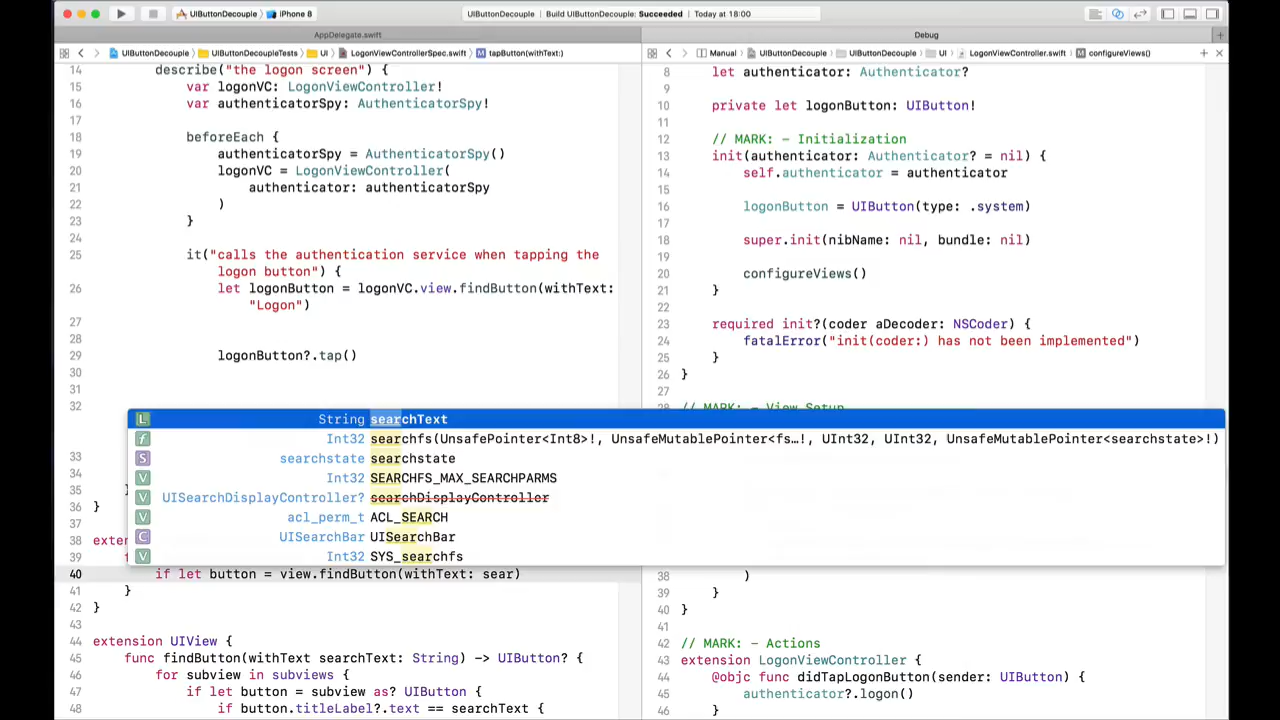 UIButtonDecouple › iPhone 8
UIButtonDecouple | Build UIButtonDecouple: Succeeded | Today at 18:00
AppDelegate.swift
Debug
UIButtonDecouple › UIButtonDecoupleTests › UI › LogonViewControllerSpec.swift › M tapButton(withText:)
Manual › UIButtonDecouple › UIButtonDecouple › UI › LogonViewController.swift › M configureViews()
14 describe("the logon screen") {
15 var logonVC: LogonViewController!
16 var authenticatorSpy: AuthenticatorSpy!
17
18 beforeEach {
19 authenticatorSpy = AuthenticatorSpy()
20 logonVC = LogonViewController(
21 authenticator: authenticatorSpy
22 )
23 }
24
25 it("calls the authentication service when tapping the
logon button") {
26 let logonButton = logonVC.view.findButton(withText:
"Logon")
27
28
29 logonButton?.tap()
30
31
32
33
34
35 }
36 }
37
38 exte
39 f
40 if let button = view.findButton(withText: sear)
41 }
42 }
43
44 extension UIView {
45 func findButton(withText searchText: String) -> UIButton? {
46 for subview in subviews {
47 if let button = subview as? UIButton {
48 if button.titleLabel?.text == searchText {
L String searchText
f Int32 searchfs(UnsafePointer<Int8>!, UnsafeMutablePointer<fs…!, UInt32, UInt32, UnsafeMutablePointer<searchstate>!)
S searchstate searchstate
V Int32 SEARCHFS_MAX_SEARCHPARMS
V UISearchDisplayController? searchDisplayController
V acl_perm_t ACL_SEARCH
C UISearchBar UISearchBar
V Int32 SYS_searchfs
8 let authenticator: Authenticator?
9
10 private let logonButton: UIButton!
11
12 // MARK: - Initialization
13 init(authenticator: Authenticator? = nil) {
14 self.authenticator = authenticator
15
16 logonButton = UIButton(type: .system)
17
18 super.init(nibName: nil, bundle: nil)
19
20 configureViews()
21 }
22
23 required init?(coder aDecoder: NSCoder) {
24 fatalError("init(coder:) has not been implemented")
25 }
26 }
27
28 // MARK: - View Setup
38 )
39 }
40 }
41
42 // MARK: - Actions
43 extension LogonViewController {
44 @objc func didTapLogonButton(sender: UIButton) {
45 authenticator?.logon()
46 }